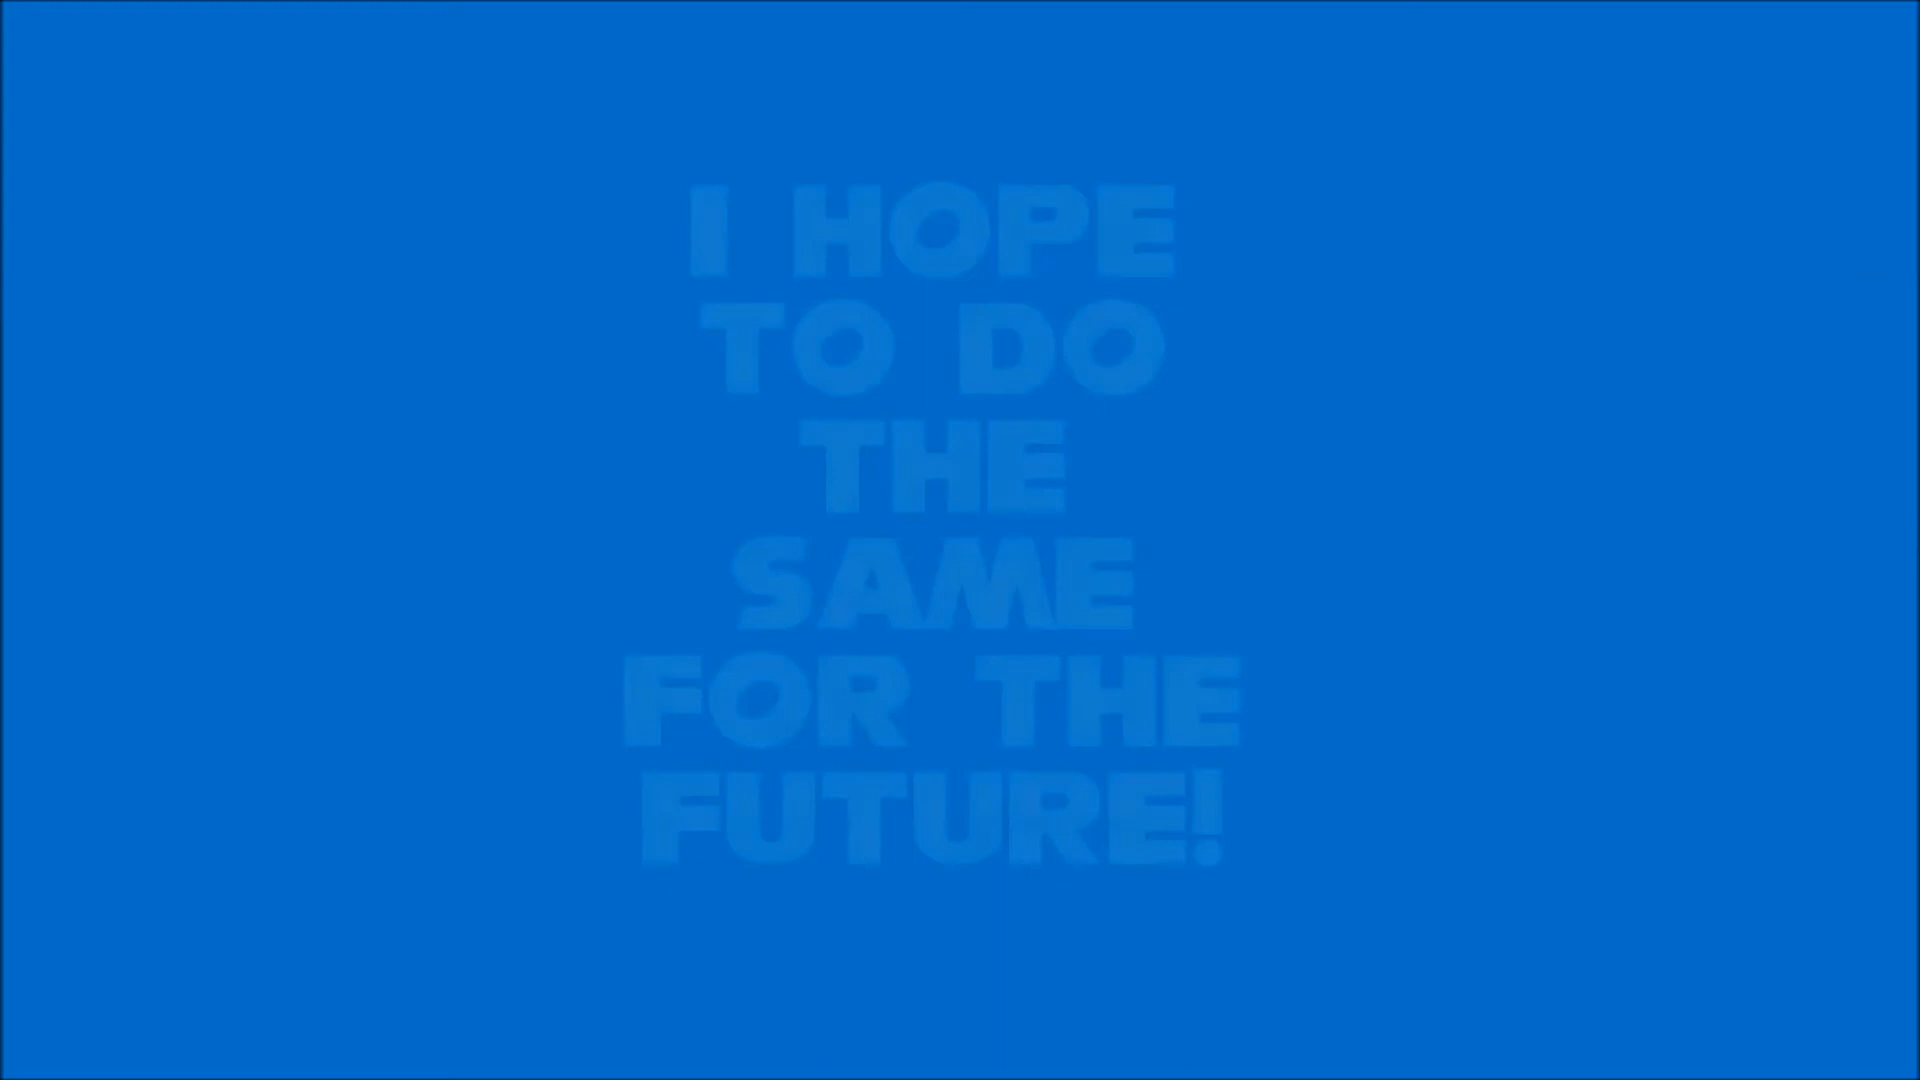 I HOPE
TO DO
THE
SAME
FOR THE
FUTURE!